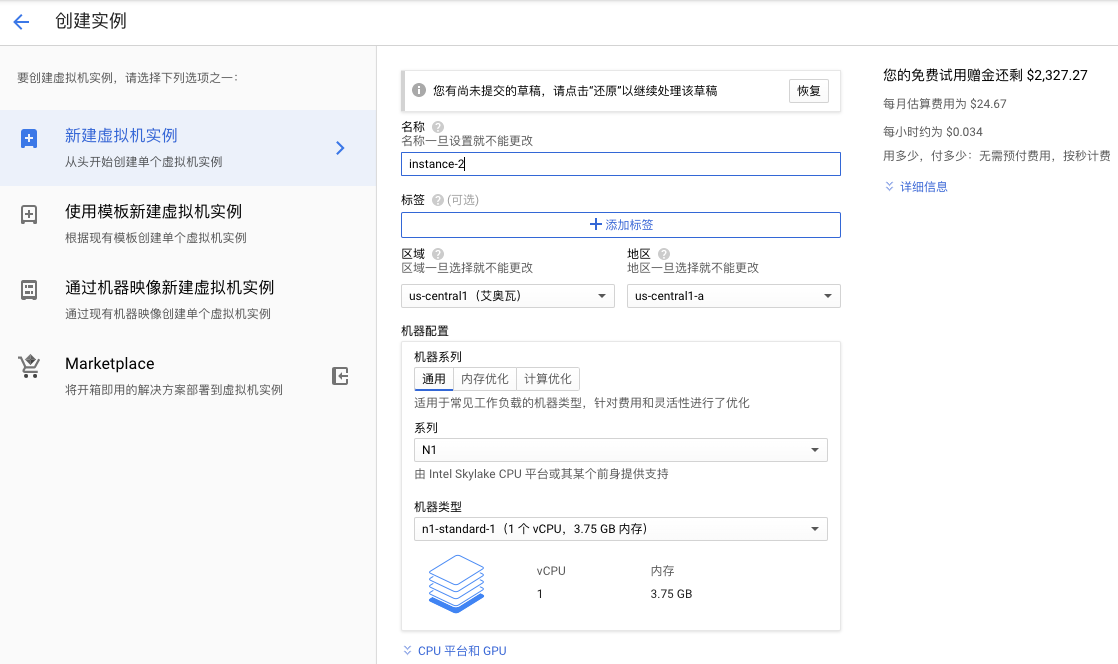 创建实例
要创建虚拟机实例，请选择下列选项之一：
新建虚拟机实例
从头开始创建单个虚拟机实例
使用模板新建虚拟机实例
根据现有模板创建单个虚拟机实例
通过机器映像新建虚拟机实例
通过现有机器映像创建单个虚拟机实例
Marketplace
将开箱即用的解决方案部署到虚拟机实例
您有尚未提交的草稿，请点击“还原”以继续处理该草稿
恢复
名称
名称一旦设置就不能更改
instance-2
标签 (可选)
添加标签
区域
区域一旦选择就不能更改
us-central1（艾奥瓦）
地区
地区一旦选择就不能更改
us-central1-a
机器配置
机器系列
通用 内存优化 计算优化
适用于常见工作负载的机器类型，针对费用和灵活性进行了优化
系列
N1
由 Intel Skylake CPU 平台或其某个前身提供支持
机器类型
n1-standard-1（1 个 vCPU，3.75 GB 内存）
vCPU 内存
1 3.75 GB
CPU 平台和 GPU
您的免费试用赠金还剩 $2,327.27
每月估算费用为 $24.67
每小时约为 $0.034
用多少，付多少：无需预付费用，按秒计费
详细信息